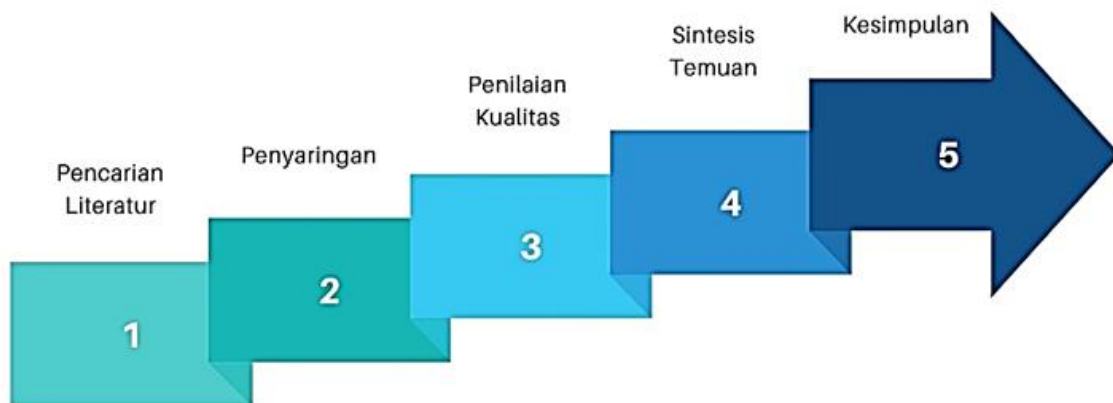 Pencarian
Literatur
1
Penyaringan
2
Penilaian
Kualitas
3
Sintesis
Temuan
4
Kesimpulan
5